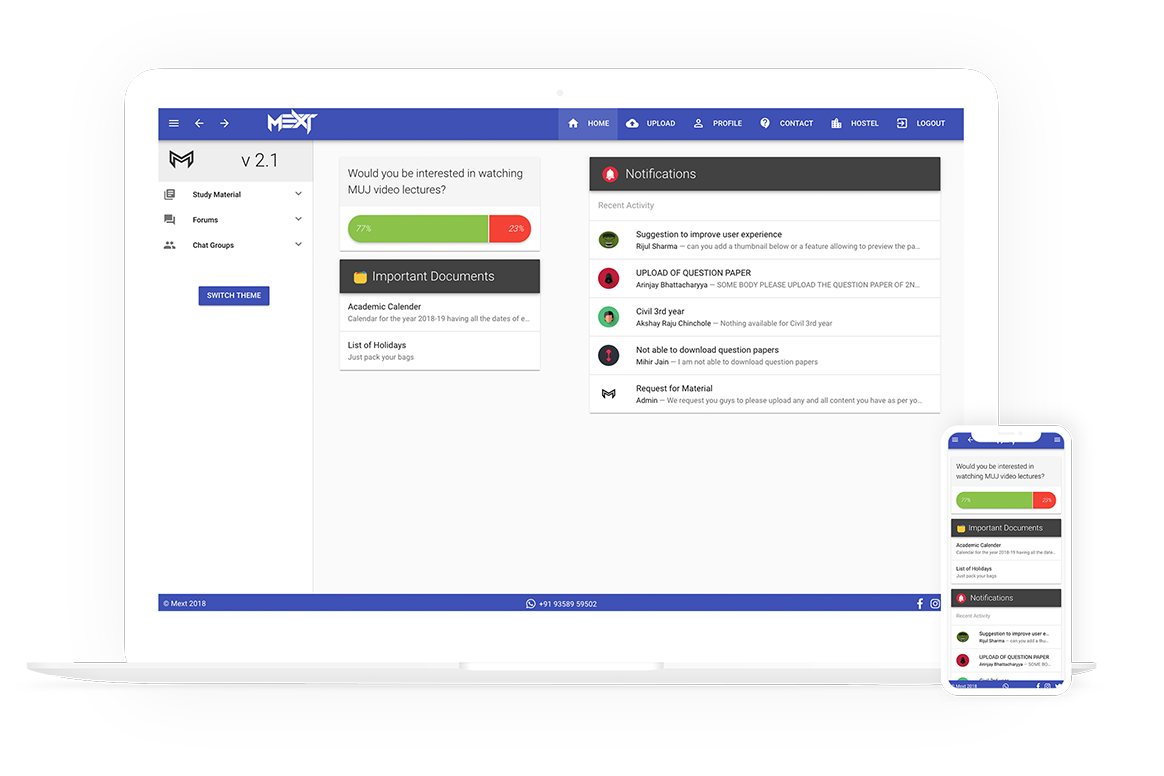 MEXT
HOME
UPLOAD
PROFILE
CONTACT
HOSTEL
LOGOUT
v 2.1
Study Material
Forums
Chat Groups
SWITCH THEME
Would you be interested in watching
MUJ video lectures?
77%
23%
Important Documents
Academic Calender
Calendar for the year 2018-19 having all the dates of e...
List of Holidays
Just pack your bags
Notifications
Recent Activity
Suggestion to improve user experience
Rijul Sharma — can you add a thumbnail below or a feature allowing to preview the pa...
UPLOAD OF QUESTION PAPER
Arinjay Bhattacharyya — SOME BODY PLEASE UPLOAD THE QUESTION PAPER OF 2N...
Civil 3rd year
Akshay Raju Chinchole — Nothing available for Civil 3rd year
Not able to download question papers
Mihir Jain — I am not able to download question papers
Request for Material
Admin — We request you guys to please upload any and all content you have as per yo...
© Mext 2018
+91 93589 59502
Would you be interested in
watching MUJ video lectures?
77%
23%
Important Documents
Academic Calender
Calendar for the year 2018-19 having all the date...
List of Holidays
Just pack your bags
Notifications
Recent Activity
Suggestion to improve user e...
Rijul Sharma — can you add a thu...
UPLOAD OF QUESTION PAPER
Arinjay Bhattacharyya — SOME BO...
Mext 2018